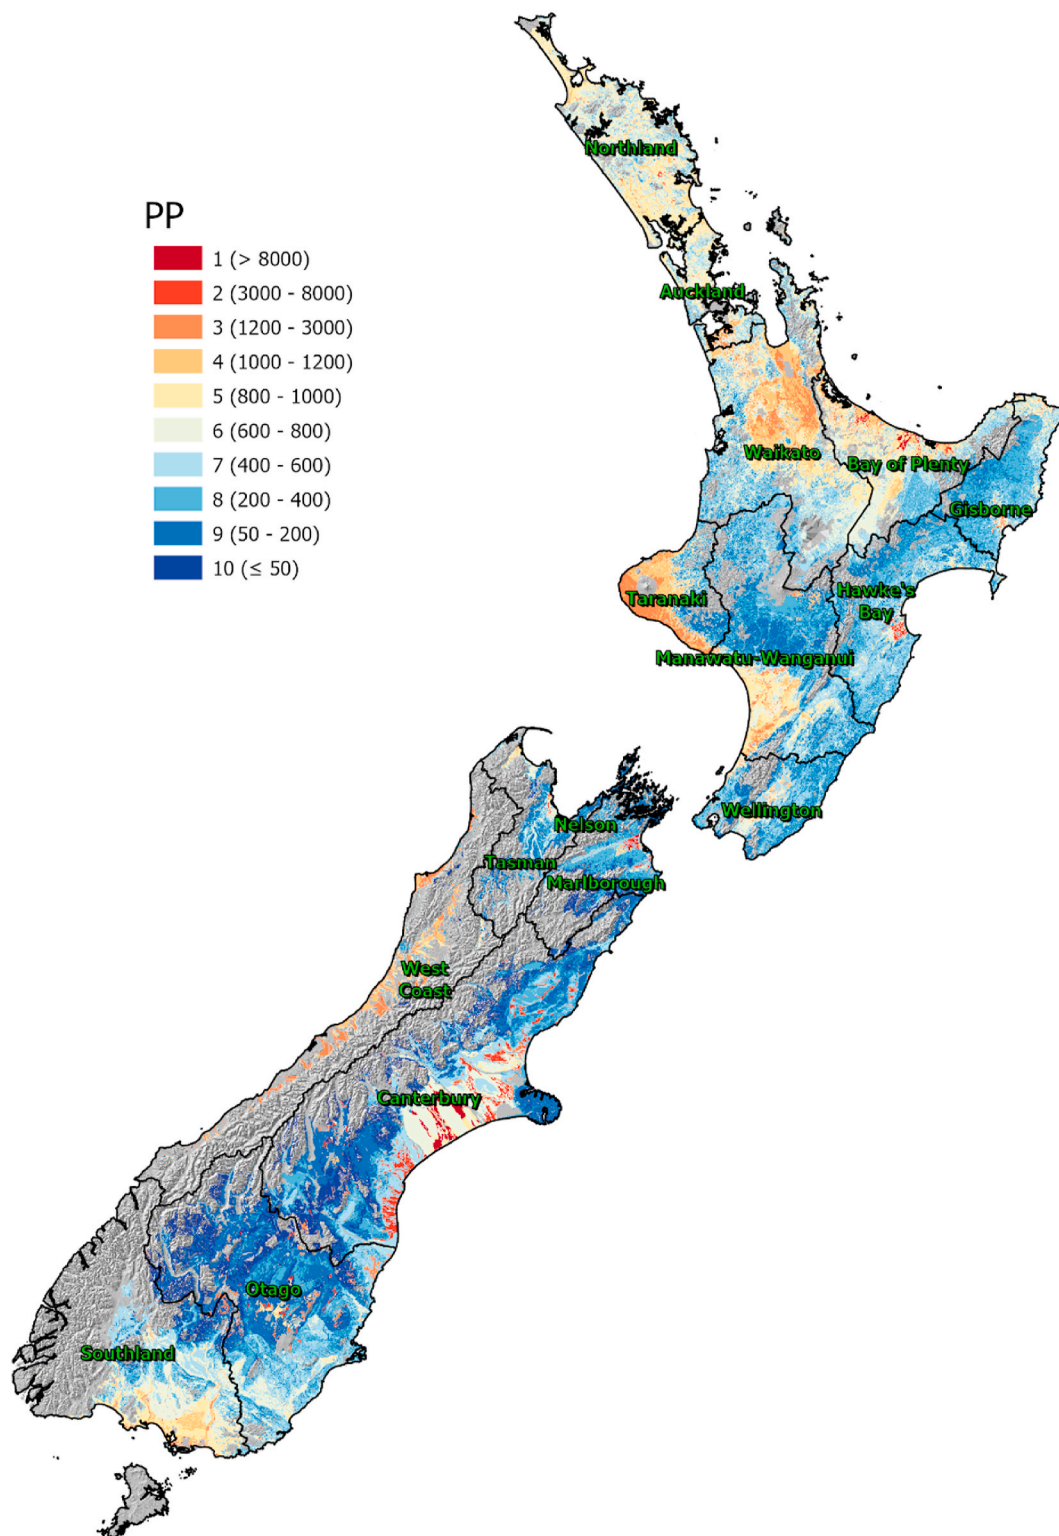 Northland
PP
1 (> 8000)
2 (3000 - 8000)
3 (1200 - 3000)
4 (1000 - 1200)
5 (800 - 1000)
6 (600 - 800)
7 (400 - 600)
8 (200 - 400)
9 (50 - 200)
10 (≤ 50)
Auckland
Waikato
Bay of Plenty
Gisborne
Taranaki
Hawke's
Bay
Manawatu-Wanganui
Wellington
Nelson
Tasman
Marlborough
West
Coast
Canterbury
Otago
Southland